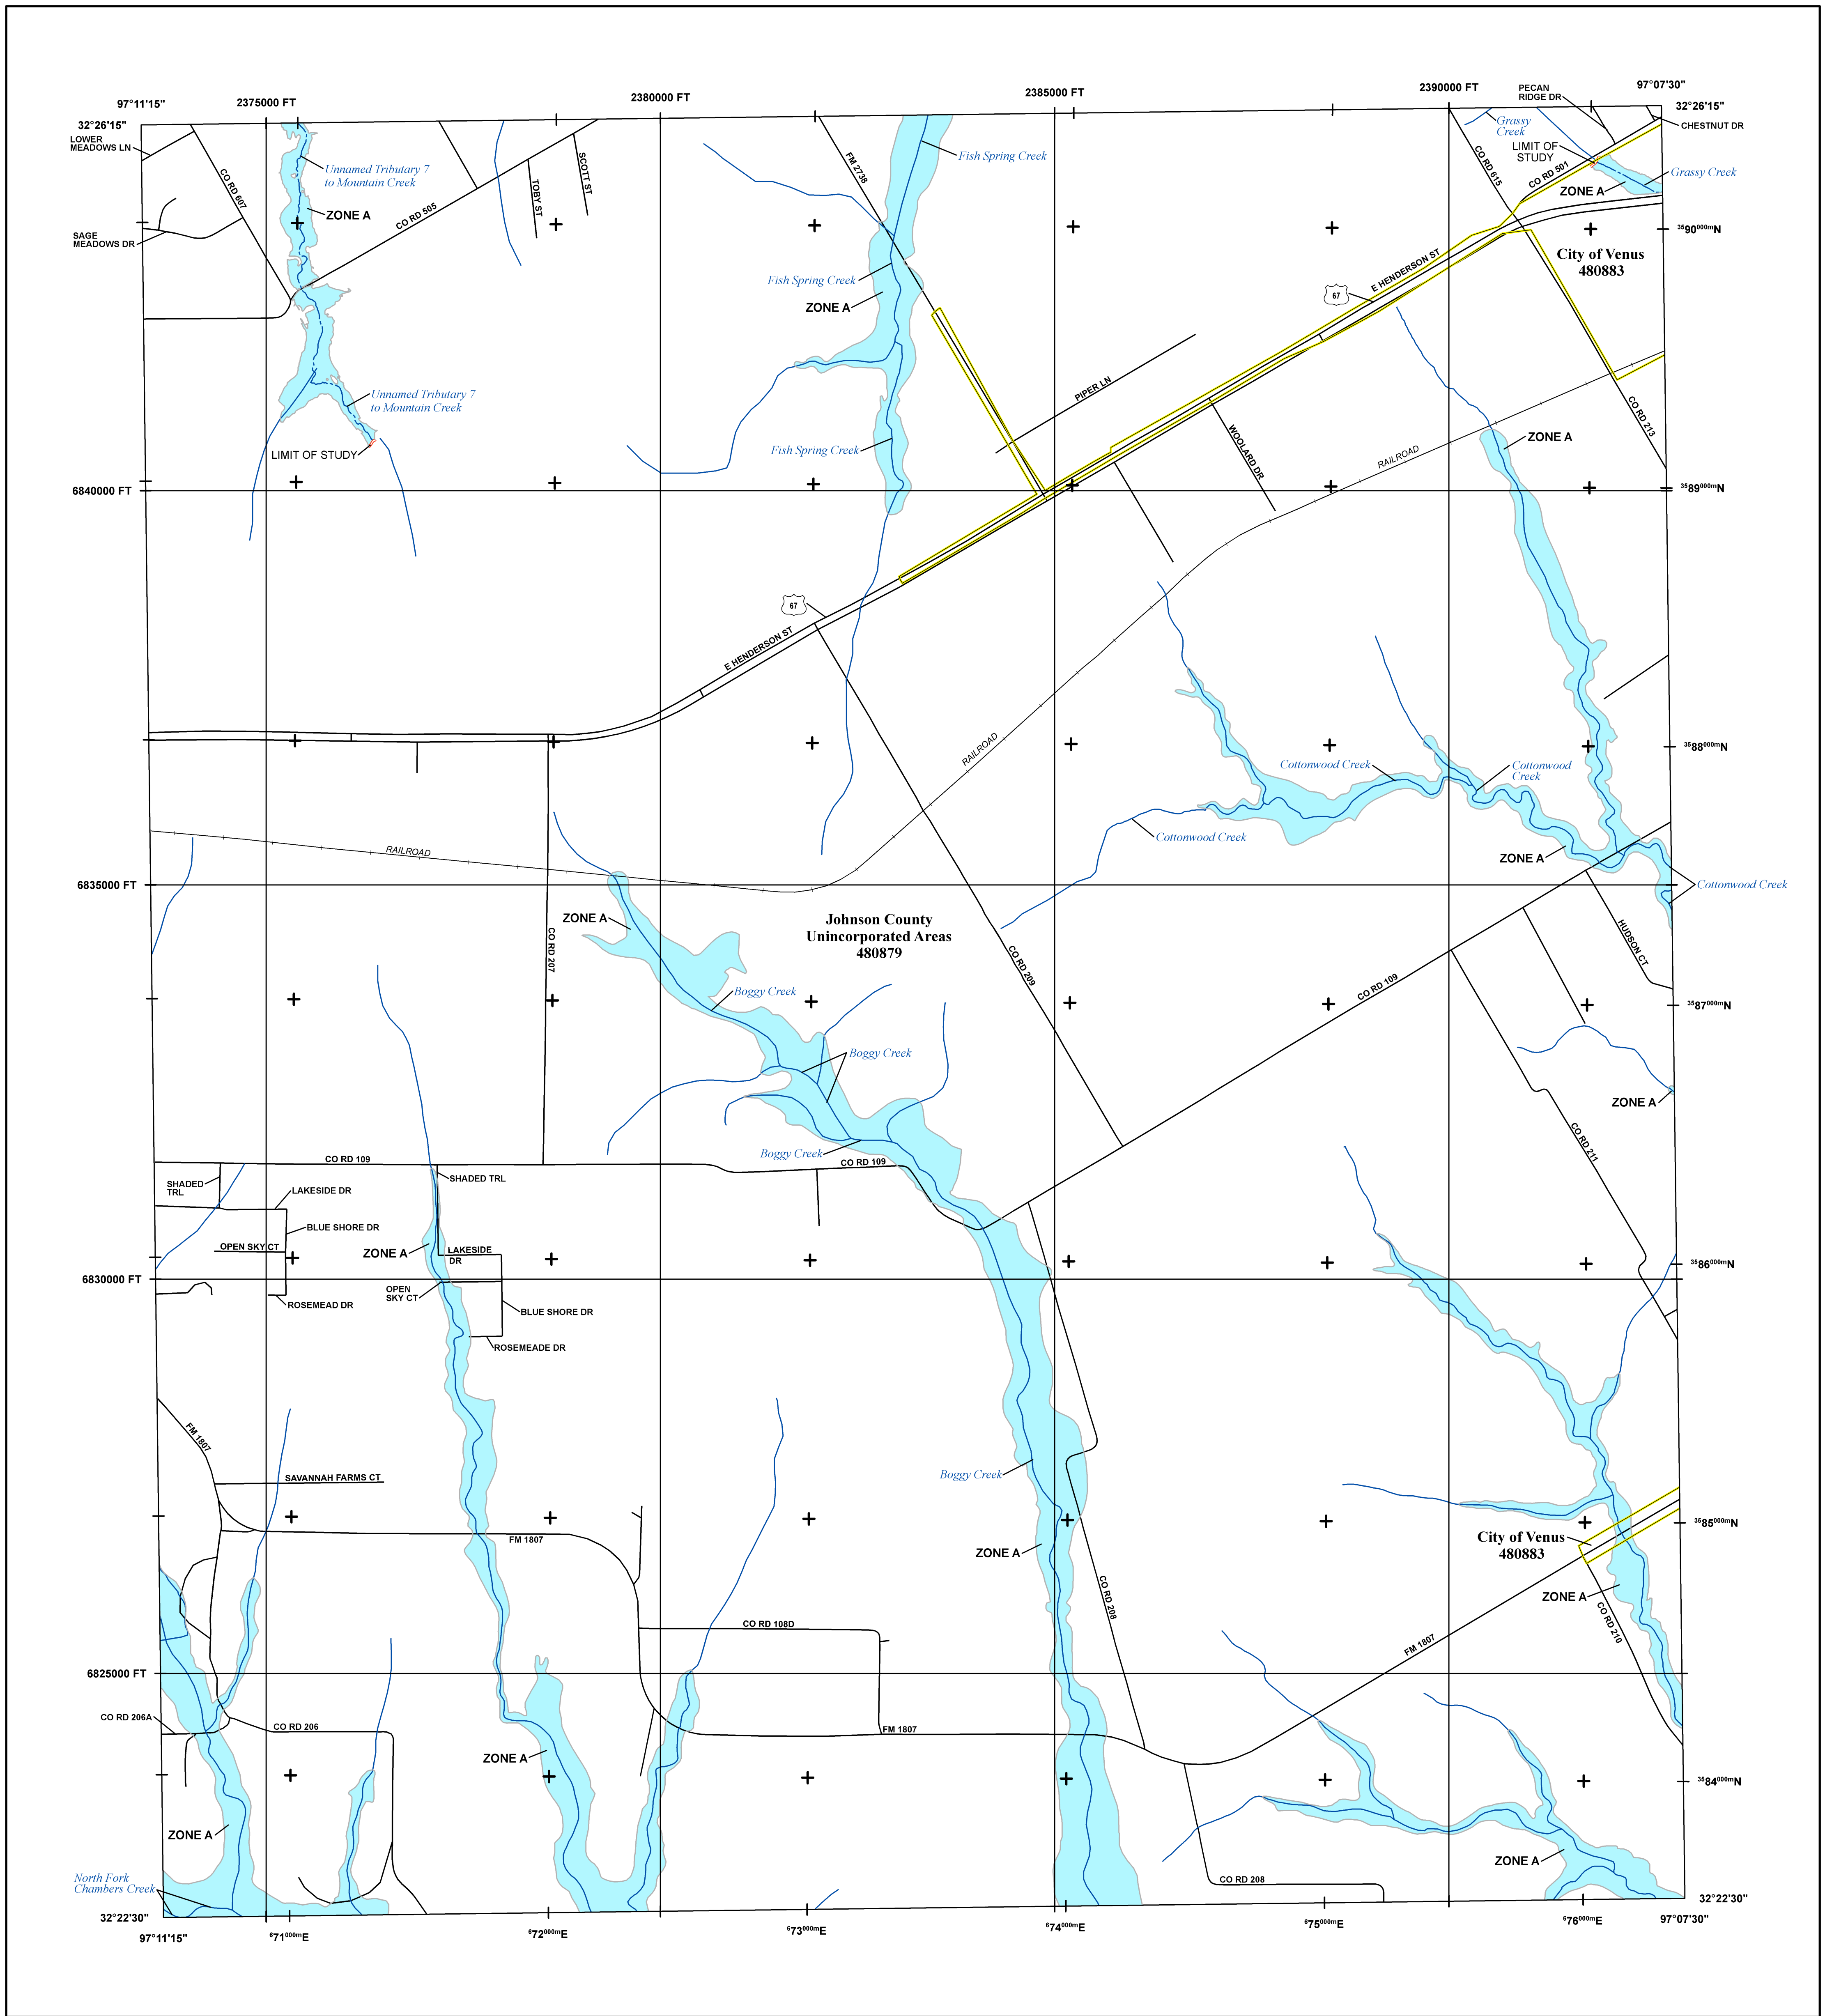 97°11'15"
2375000 FT
2380000 FT
2385000 FT
2390000 FT
97°07'30"
32°26'15"
32°26'15"
PECAN
RIDGE DR
CHESTNUT DR
LOWER
MEADOWS LN
CO RD 607
SAGE
MEADOWS DR
Unnamed Tributary 7
to Mountain Creek
ZONE A
CO RD 505
TOBY ST
SCOTT ST
FM 2738
Fish Spring Creek
Grassy
Creek
LIMIT OF
STUDY
CO RD 615
CO RD 501
ZONE A
Grassy Creek
3590000mN
City of Venus
480883
Fish Spring Creek
ZONE A
E HENDERSON ST
67
Unnamed Tributary 7
to Mountain Creek
LIMIT OF STUDY
Fish Spring Creek
PIPER LN
WOOLARD DR
RAILROAD
ZONE A
CO RD 213
6840000 FT
3589000mN
67
E HENDERSON ST
RAILROAD
3588000mN
Cottonwood Creek
Cottonwood
Creek
Cottonwood Creek
ZONE A
RAILROAD
6835000 FT
Cottonwood Creek
ZONE A
CO RD 207
Johnson County
Unincorporated Areas
480879
CO RD 209
HUDSON CT
CO RD 109
Boggy Creek
3587000mN
Boggy Creek
ZONE A
CO RD 211
Boggy Creek
CO RD 109
CO RD 109
SHADED
TRL
SHADED TRL
LAKESIDE DR
BLUE SHORE DR
OPEN SKY CT
ZONE A
LAKESIDE
DR
3586000mN
6830000 FT
OPEN
SKY CT
ROSEMEAD DR
BLUE SHORE DR
ROSEMEADE DR
FM 1807
SAVANNAH FARMS CT
Boggy Creek
FM 1807
3585000mN
City of Venus
480883
ZONE A
ZONE A
CO RD 208
CO RD 210
CO RD 108D
FM 1807
6825000 FT
CO RD 206A
CO RD 206
FM 1807
ZONE A
3584000mN
ZONE A
ZONE A
North Fork
Chambers Creek
CO RD 208
32°22'30"
32°22'30"
97°11'15"
671000mE
672000mE
673000mE
674000mE
675000mE
676000mE
97°07'30"